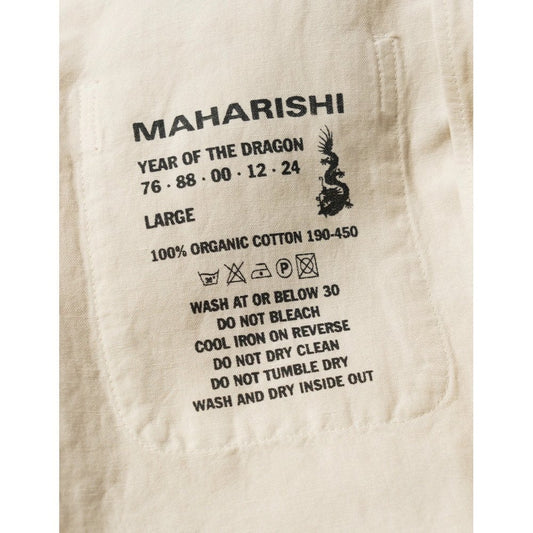 MAHARISHI
YEAR OF THE DRAGON
76 · 88 · 00 · 12 · 24
LARGE
100% ORGANIC COTTON 190-450
30°
P
WASH AT OR BELOW 30
DO NOT BLEACH
COOL IRON ON REVERSE
DO NOT DRY CLEAN
DO NOT TUMBLE DRY
WASH AND DRY INSIDE OUT